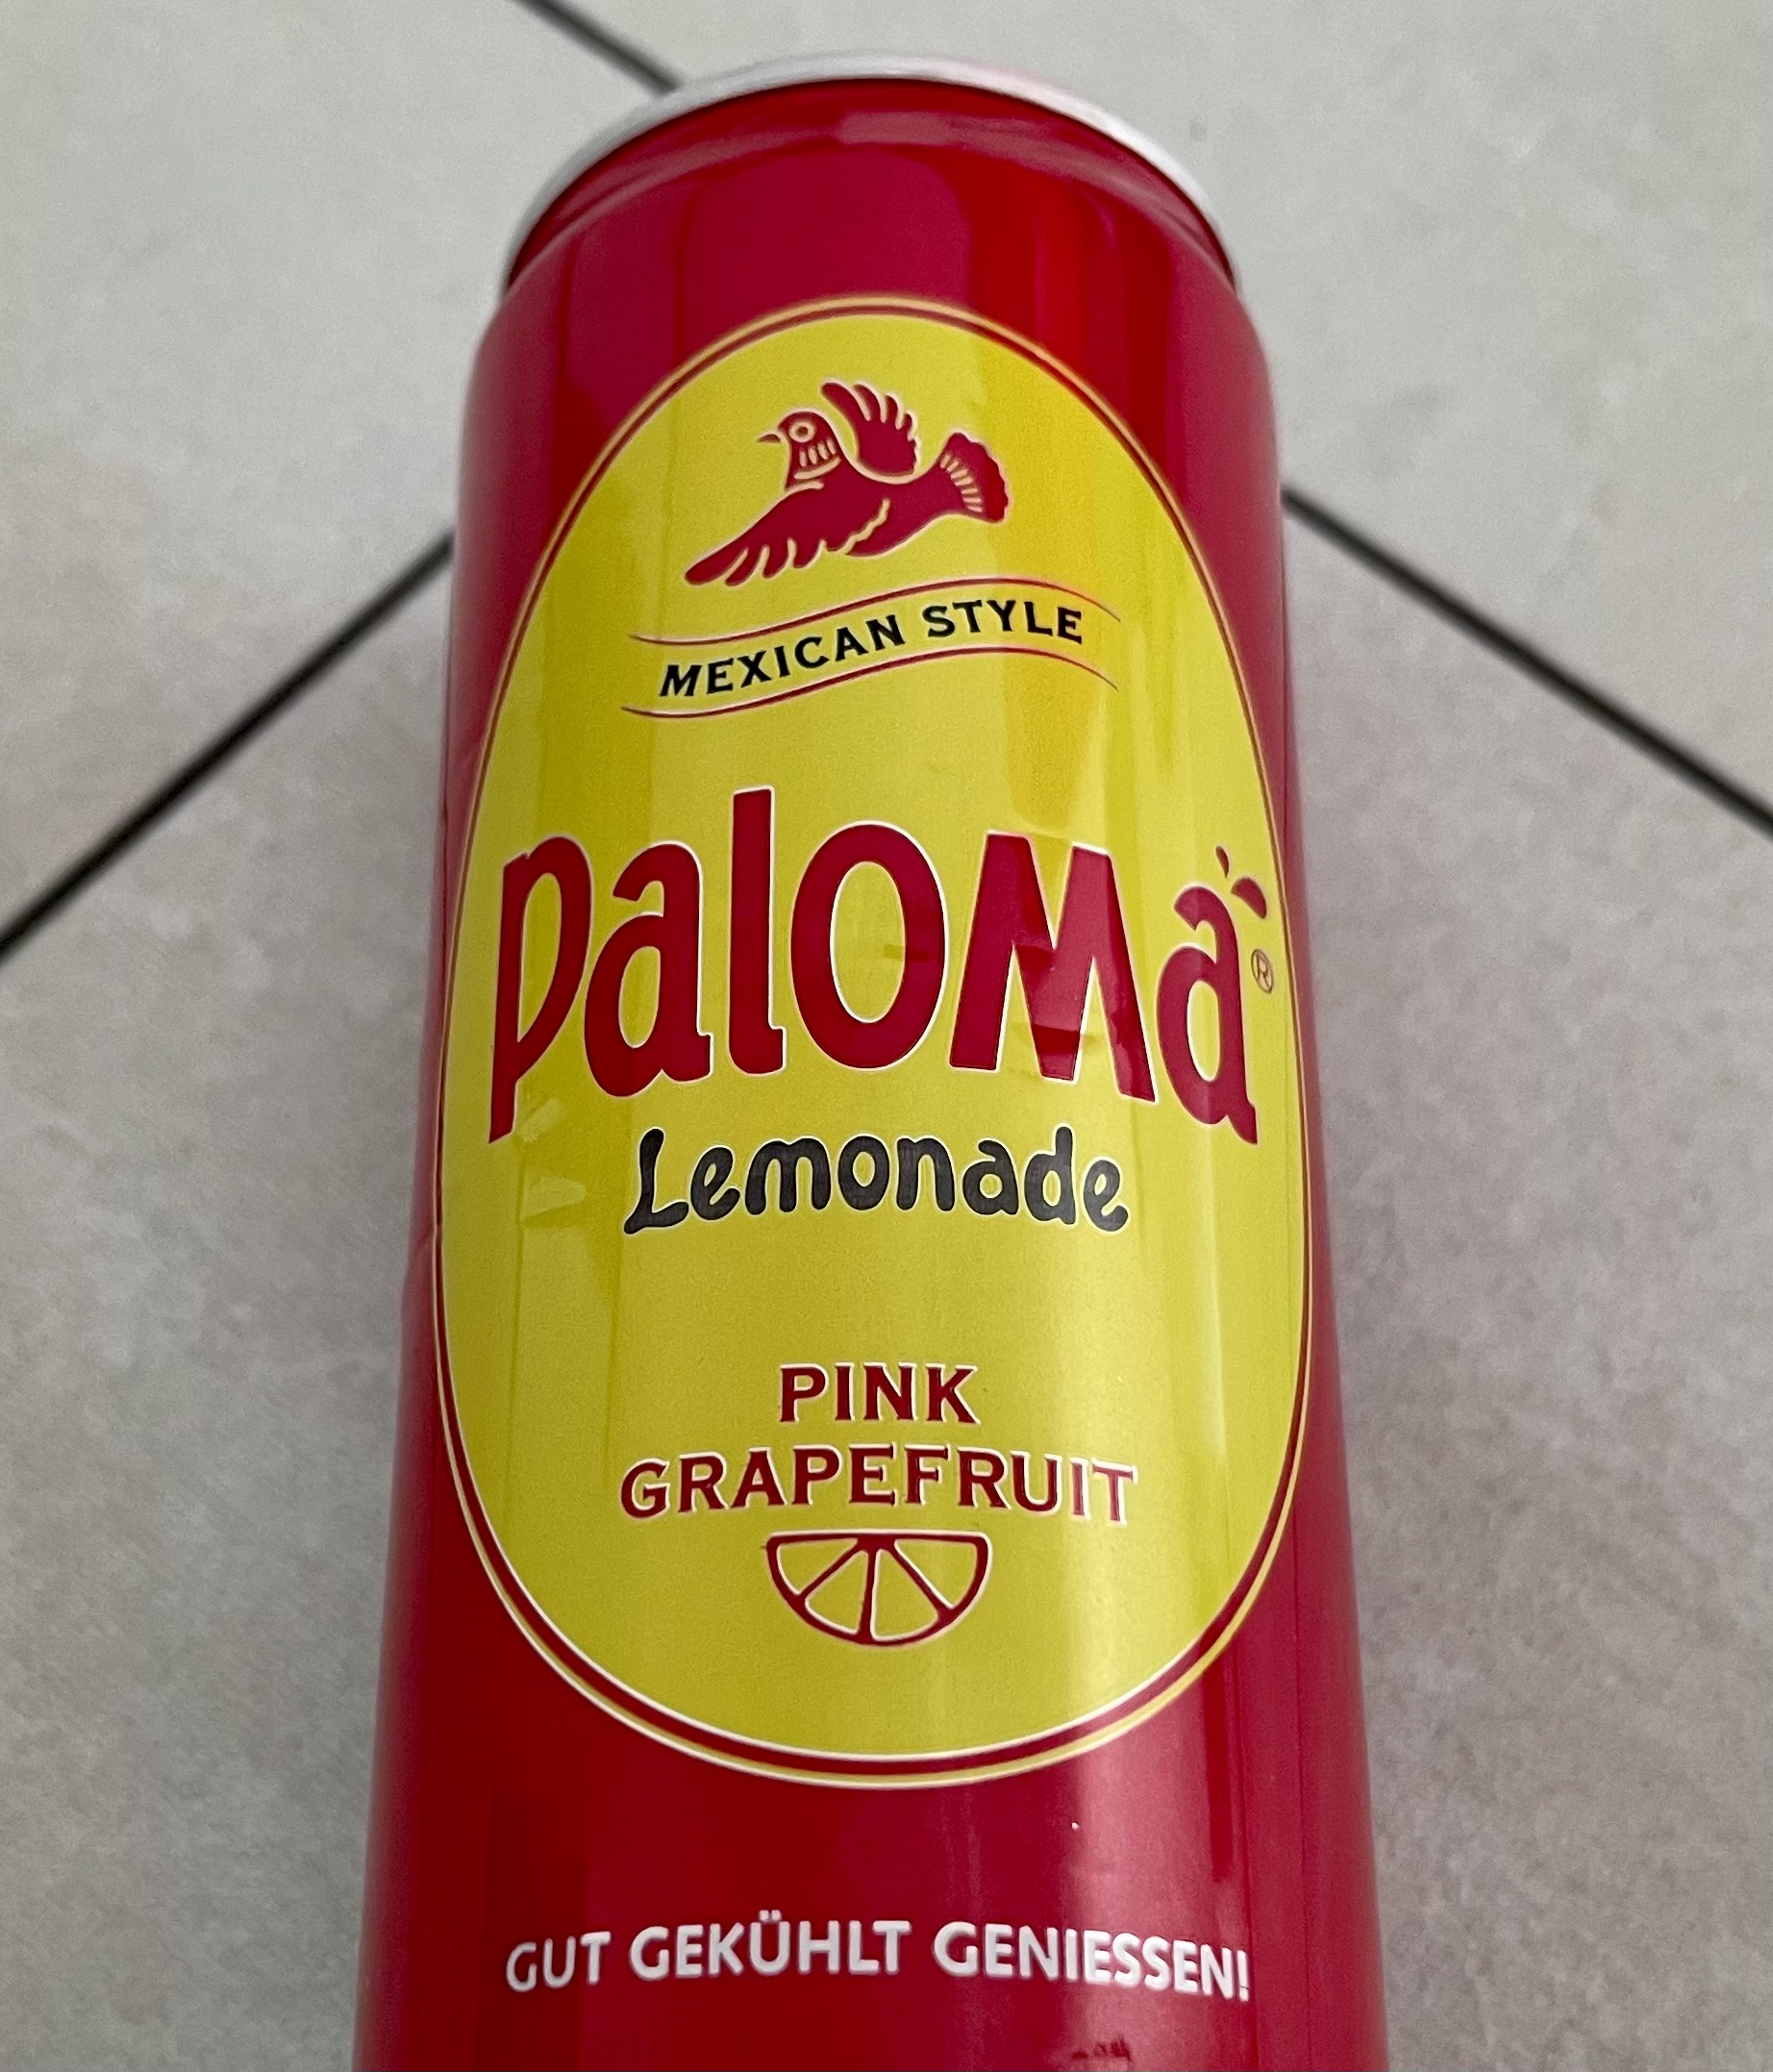 MEXICAN STYLE
Paloma®
Lemonade
PINK
GRAPEFRUIT
GUT GEKÜHLT GENIESSEN!